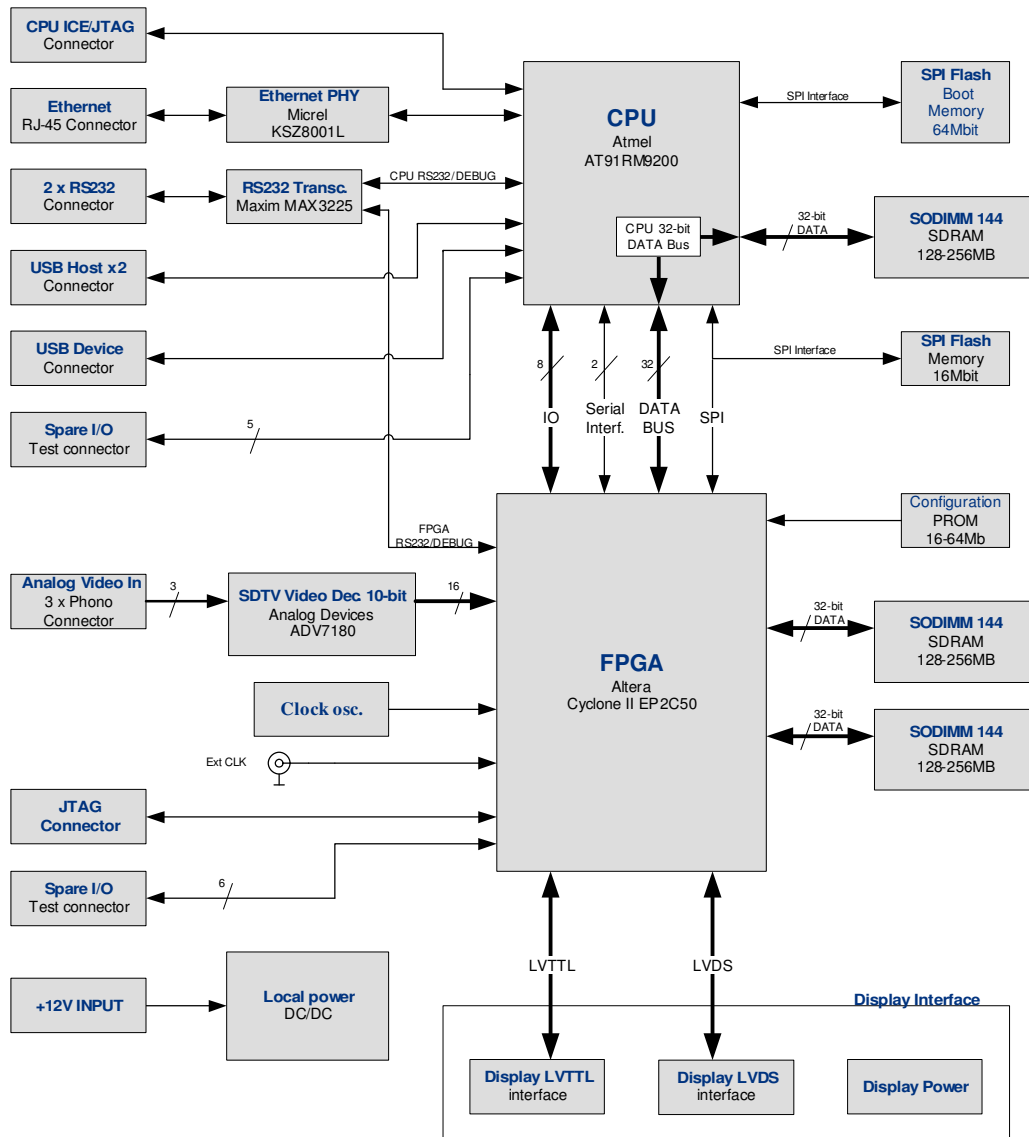 CPU ICE/JTAG
Connector
Ethernet
RJ-45 Connector
Ethernet PHY
Micrel
KSZ8001L
2 x RS232
Connector
RS232 Transc.
Maxim MAX3225
CPU RS232/DEBUG
USB Host x2
Connector
USB Device
Connector
Spare I/O
Test connector
5
CPU
Atmel
AT91RM9200
CPU 32-bit
DATA Bus
SPI Interface
SPI Flash
Boot
Memory
64Mbit
32-bit
DATA
SODIMM 144
SDRAM
128-256MB
SPI Interface
SPI Flash
Memory
16Mbit
8
IO
2
Serial
Interf.
32
DATA
BUS
SPI
FPGA
RS232/DEBUG
Configuration
PROM
16-64Mb
Analog Video In
3 x Phono
Connector
3
SDTV Video Dec. 10-bit
Analog Devices
ADV7180
16
FPGA
Altera
Cyclone II EP2C50
32-bit
DATA
SODIMM 144
SDRAM
128-256MB
32-bit
DATA
SODIMM 144
SDRAM
128-256MB
Clock osc.
Ext CLK
JTAG
Connector
Spare I/O
Test connector
6
LVTTL
LVDS
+12V INPUT
Local power
DC/DC
Display Interface
Display LVTTL
interface
Display LVDS
interface
Display Power